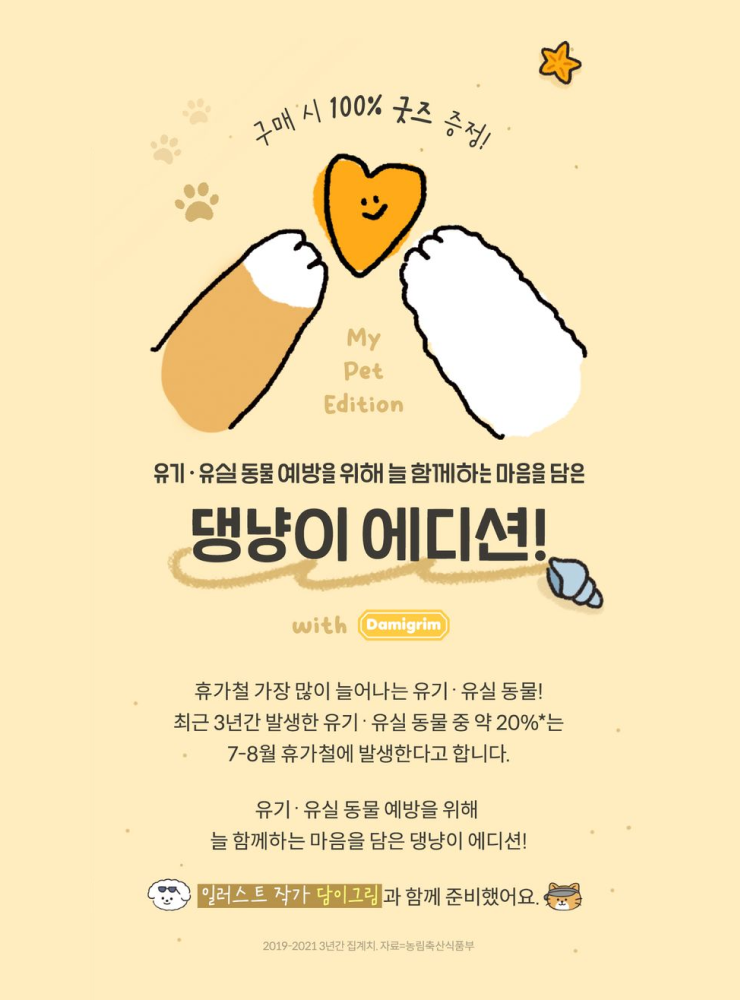 구매 시 100% 굿즈 증정!
My
Pet
Edition
유기·유실 동물 예방을 위해 늘 함께하는 마음을 담은
댕냥이 에디션!
with Damigrim
휴가철 가장 많이 늘어나는 유기·유실 동물!
최근 3년간 발생한 유기·유실 동물 중 약 20%*는
7-8월 휴가철에 발생한다고 합니다.
유기·유실 동물 예방을 위해
늘 함께하는 마음을 담은 댕냥이 에디션!
일러스트 작가 담이그림과 함께 준비했어요.
2019-2021 3년간 집계치. 자료=농림축산식품부